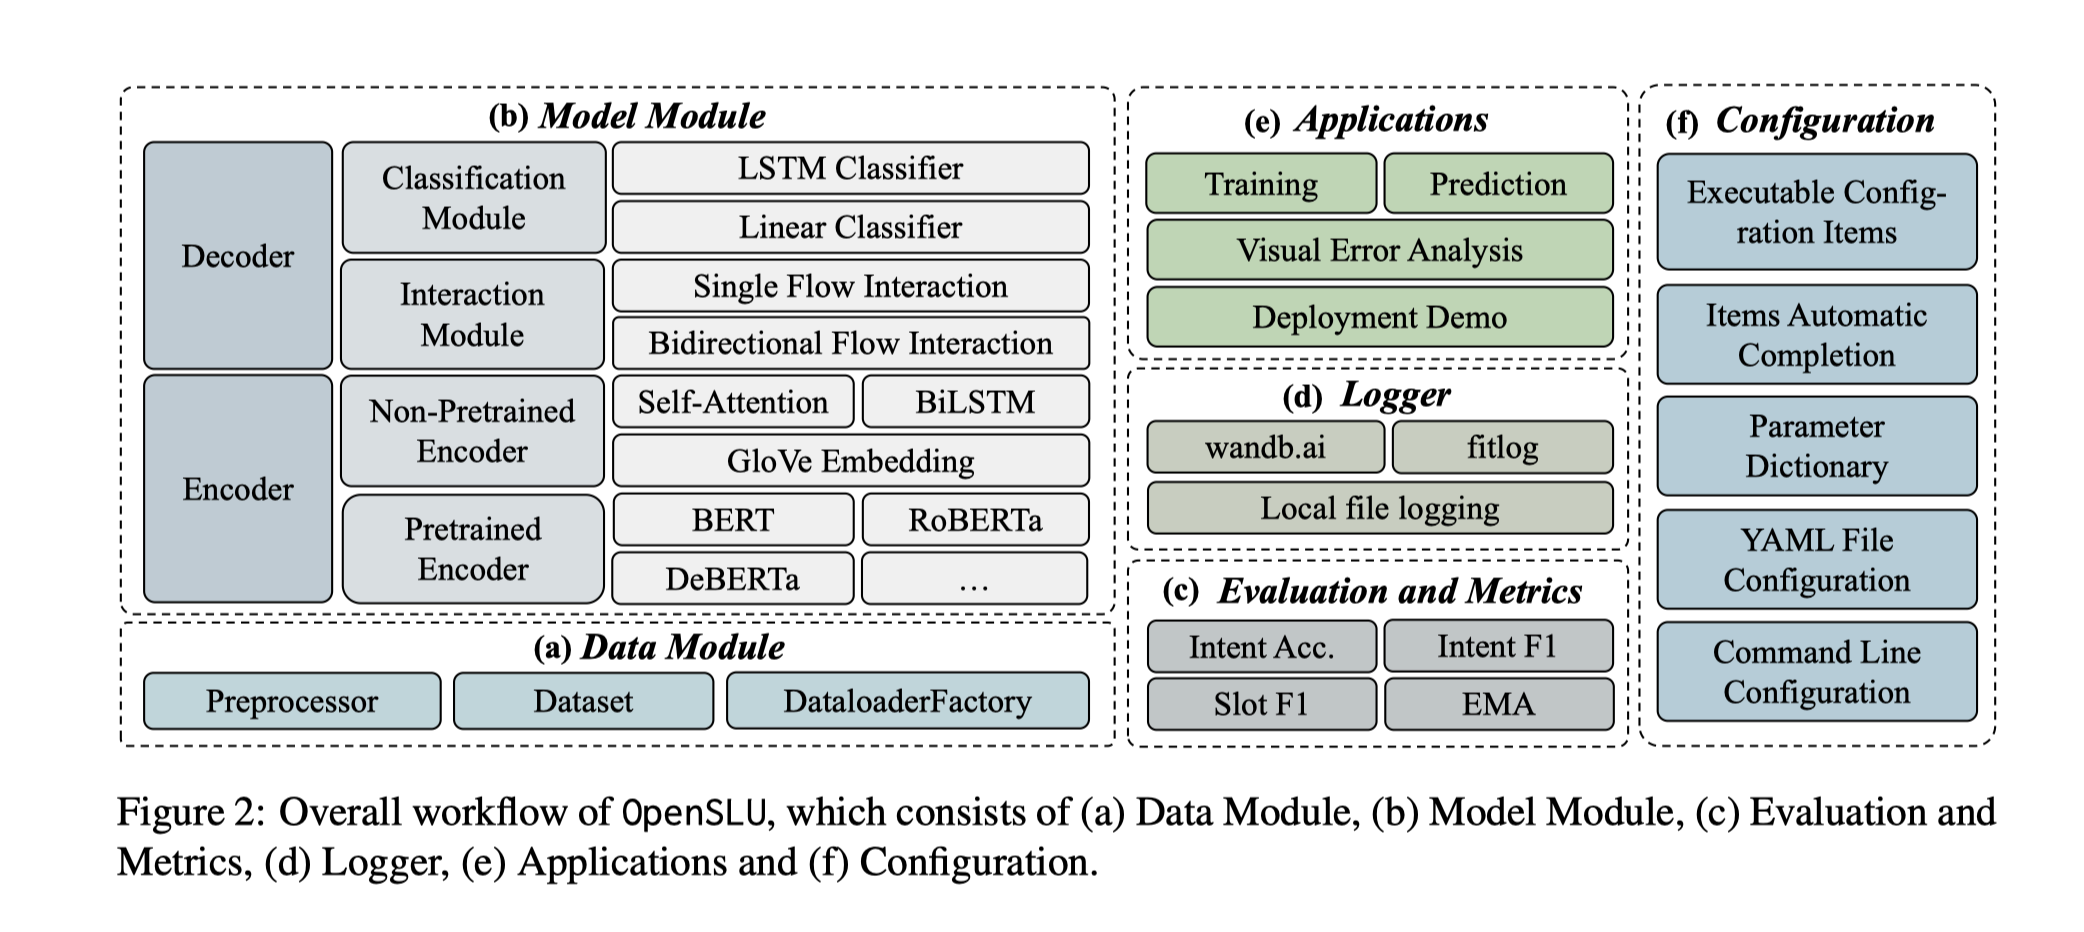 (b) Model Module
Decoder
Classification
Module
LSTM Classifier
Linear Classifier
Interaction
Module
Single Flow Interaction
Bidirectional Flow Interaction
Encoder
Non-Pretrained
Encoder
Self-Attention
BiLSTM
GloVe Embedding
Pretrained
Encoder
BERT
RoBERTa
DeBERTa
...
(a) Data Module
Preprocessor
Dataset
DataloaderFactory
(e) Applications
Training
Prediction
Visual Error Analysis
Deployment Demo
(d) Logger
wandb.ai
fitlog
Local file logging
(c) Evaluation and Metrics
Intent Acc.
Intent F1
Slot F1
EMA
(f) Configuration
Executable Config-
ration Items
Items Automatic
Completion
Parameter
Dictionary
YAML File
Configuration
Command Line
Configuration
Figure 2: Overall workflow of OpenSLU, which consists of (a) Data Module, (b) Model Module, (c) Evaluation and
Metrics, (d) Logger, (e) Applications and (f) Configuration.